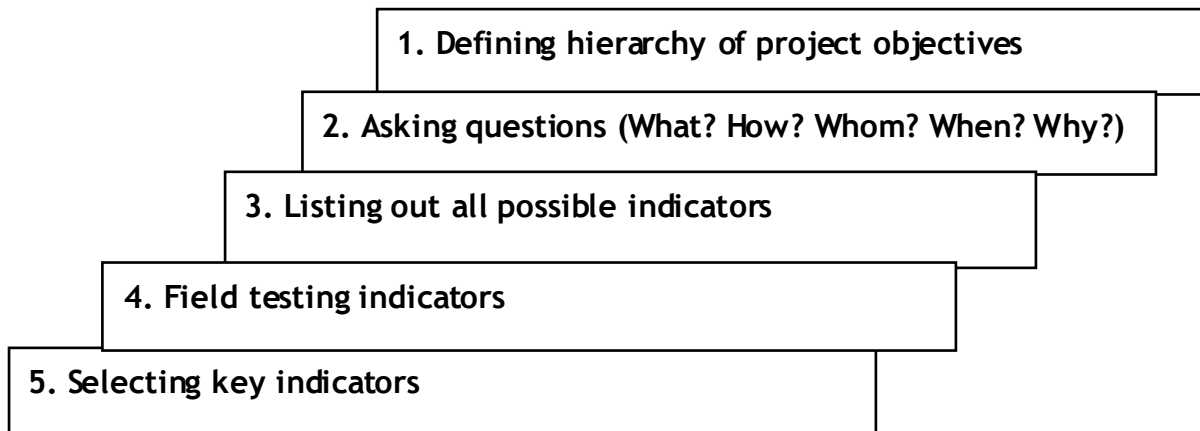 1. Defining hierarchy of project objectives
2. Asking questions (What? How? Whom? When? Why?)
3. Listing out all possible indicators
4. Field testing indicators
5. Selecting key indicators